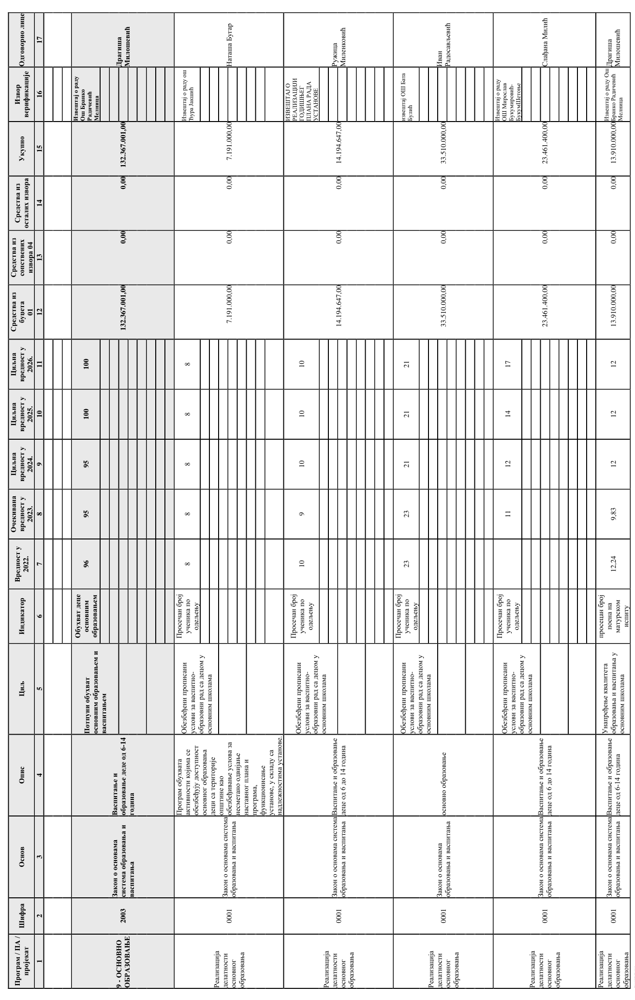 Програм / ПА /
пројекат
Шифра
Основ
Опис
Циљ
Индикатор
Вредност у
2022.
Очекивана
вредност у
2023.
Циљна
вредност у
2024.
Циљна
вредност у
2025.
Циљна
вредност у
2026.
Средства из
буџета
01
Средства из
сопствених
извора 04
Средства из
осталих извора
Укупно
Извор
верификације
Одговорно лице
1
2
3
4
5
6
7
8
9
10
11
12
13
14
15
16
17
9 - ОСНОВНО
ОБРАЗОВАЊЕ
2003
Закон о основама
система образовања и
васпитања
Васпитање и
образовање деде од 6-14
година
Потпуни обухват
основним образовањем и
васпитањем
Обухват деце
основним
образовањем
96
95
95
100
100
132.367.001,00
0,00
0,00
132.367.001,00
Извештај о раду
Ош Бранко
Радичевић
Мелница
Драгиша
Милошевић
Реализација
делатности
основног
образовања
0001
Закон о основама система
образовања и васпитања
Програм обухвата
активности којима се
обезбеђују доступност
основног образовања
деци са територије
општине као
обезбеђивање услова за
несметано одвијање
наставног плана и
програма,
функционисање
установе, у складу са
надлежностима установе.
Обезбеђени прописани
услови за васпитно-
образовни рад са децом у
основним школама
Просечан број
ученика по
одељењу
8
8
8
8
8
7.191.000,00
0,00
0,00
7.191.000,00
Извештај о раду ош
Ђура Јакшић
Наташа Бугар
Реализација
делатности
основног
образовања
0001
Закон о основама система
образовања и васпитања
Васпитање и образовање
деце од 6 до 14 година
Обезбеђени прописани
услови за васпитно-
образовни рад са децом у
основним школама
Просечан број
ученика по
одељењу
10
9
10
10
10
14.194.647,00
0,00
0,00
14.194.647,00
ИЗВЕШТАЈ О
РЕАЛИЗАЦИЈИ
ГОДИШЊЕГ
ПЛАНА РАДА
УСТАНОВЕ
Ружица
Миленковић
Реализација
делатности
основног
образовања
0001
Закон о основама
образовања и васпитања
основно образовање
Обезбеђени прописани
услови за васпитно-
образовни рад са децом у
основним школама
Просечан број
ученика по
одељењу
23
23
21
21
21
33.510.000,00
0,00
0,00
33.510.000,00
извештај ОШ Бата
Булић
Иван
Радосављевић
Реализација
делатности
основног
образовања
0001
Закон о основама система
образовања и васпитања
Васпитање и образовање
деце од 6 до 14 година
Обезбеђени прописани
услови за васпитно-
образовни рад са децом у
основним школама
Просечан број
ученика по
одељењу
11
12
14
17
23.461.400,00
0,00
0,00
23.461.400,00
Извештај о раду
ОШ Мирослав
Букумировић-
БукумШетоње
Слађана Милић
Реализација
делатности
основног
образовања
0001
Закон о основама система
образовања и васпитања
Васпитање и образовање
деце од 6-14 година
Унапређење квалитета
образовања и васпитања у
основним школама
просецан број
поена на
матурском
испиту
12,24
9,83
12
12
12
13.910.000,00
0,00
0,00
13.910.000,00
Извештај о раду Ош
Бранко Радичевић
Мелница
Драгиша
Милошевић